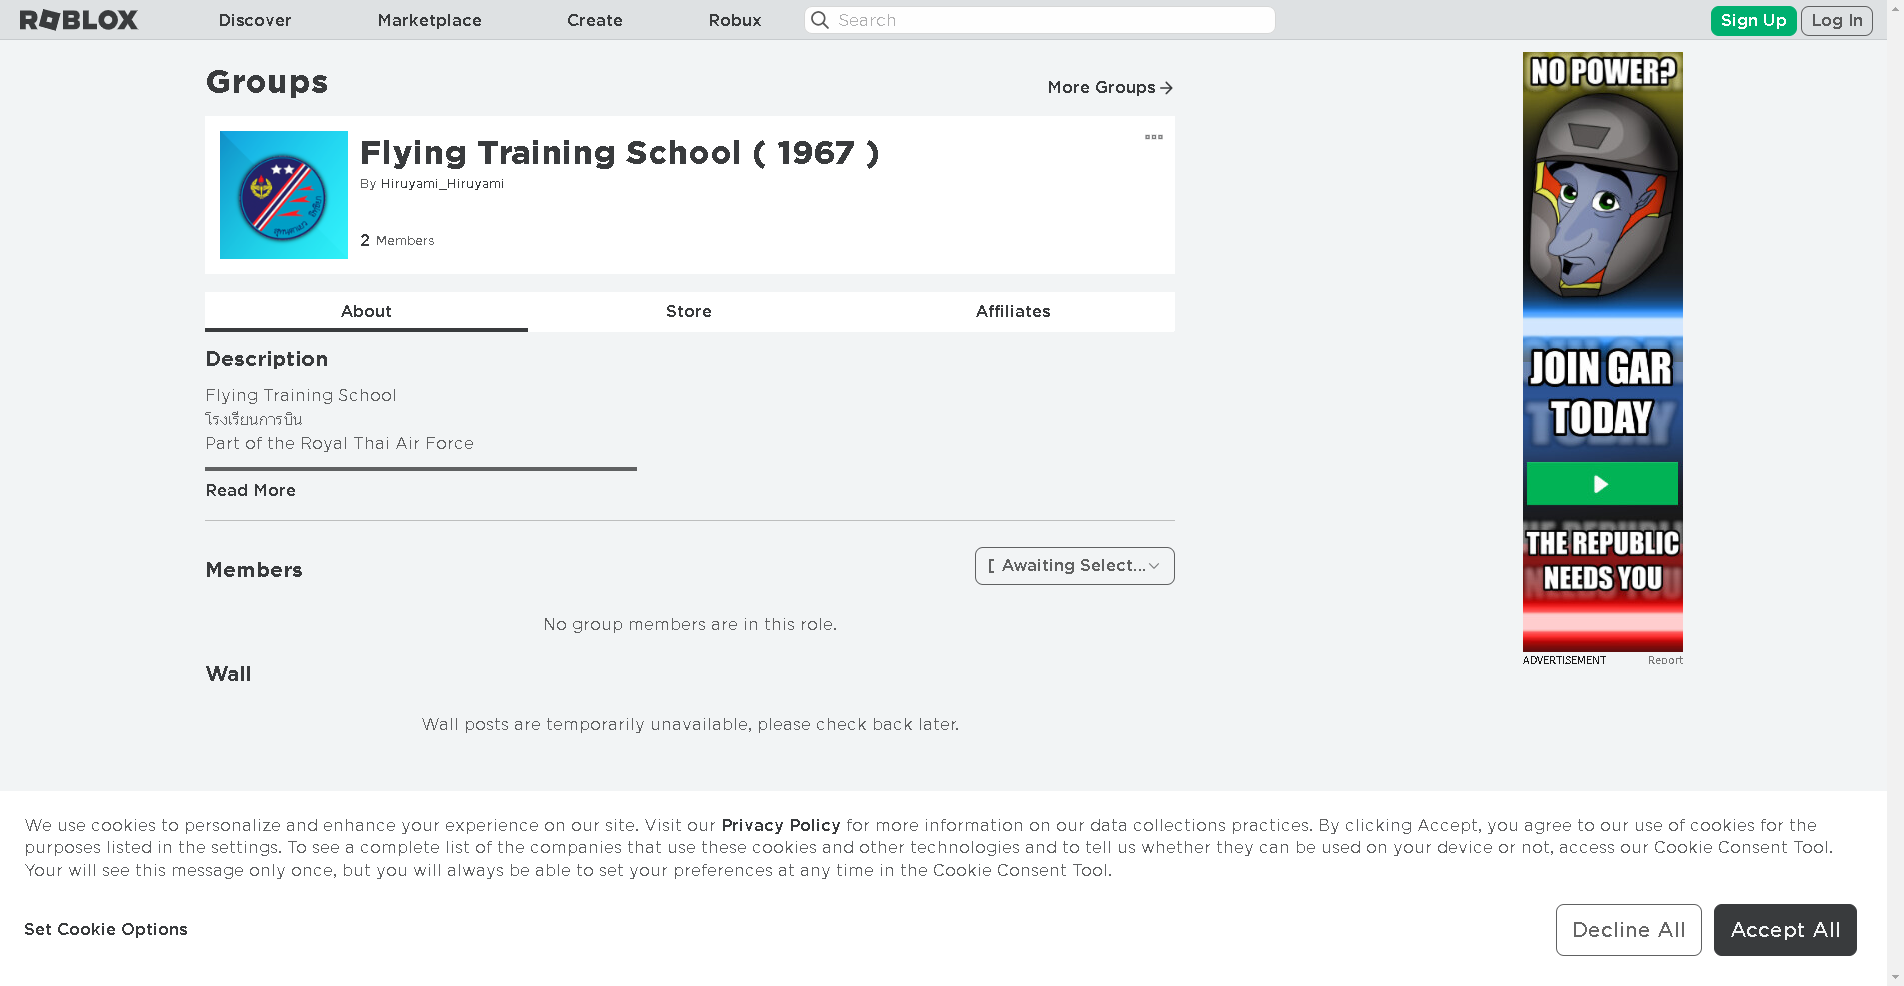 ROBLOX
Discover
Marketplace
Create
Robux
Search
Sign Up
Log In
Groups
More Groups
Flying Training School ( 1967 )
By Hiruyami_Hiruyami
2 Members
About
Store
Affiliates
Description
Flying Training School
โรงเรียนการบิน
Part of the Royal Thai Air Force
Read More
Members
[ Awaiting Select...
No group members are in this role.
Wall
Wall posts are temporarily unavailable, please check back later.
NO POWER?
JOIN GAR
TODAY
THE REPUBLIC
NEEDS YOU
ADVERTISEMENT
Report
We use cookies to personalize and enhance your experience on our site. Visit our Privacy Policy for more information on our data collections practices. By clicking Accept, you agree to our use of cookies for the
purposes listed in the settings. To see a complete list of the companies that use these cookies and other technologies and to tell us whether they can be used on your device or not, access our Cookie Consent Tool.
Your will see this message only once, but you will always be able to set your preferences at any time in the Cookie Consent Tool.
Set Cookie Options
Decline All
Accept All